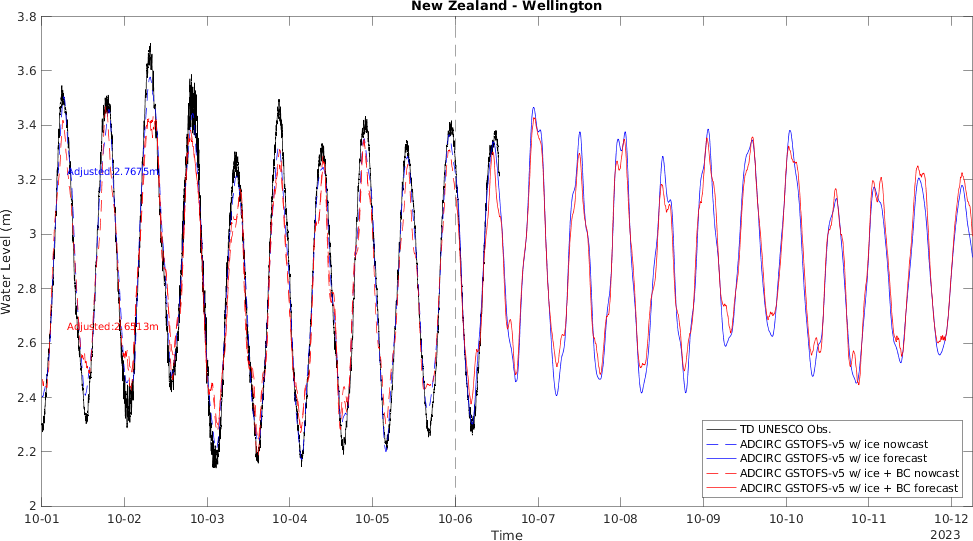 New Zealand - Wellington
3.8
3.6
3.4
3.2
3
2.8
2.6
2.4
2.2
2
Water Level (m)
Adjusted:2.7675m
Adjusted:2.6513m
TD UNESCO Obs.
ADCIRC GSTOFS-v5 w/ ice nowcast
ADCIRC GSTOFS-v5 w/ ice forecast
ADCIRC GSTOFS-v5 w/ ice + BC nowcast
ADCIRC GSTOFS-v5 w/ ice + BC forecast
10-01 10-02 10-03 10-04 10-05 10-06 10-07 10-08 10-09 10-10 10-11 10-12
Time
2023